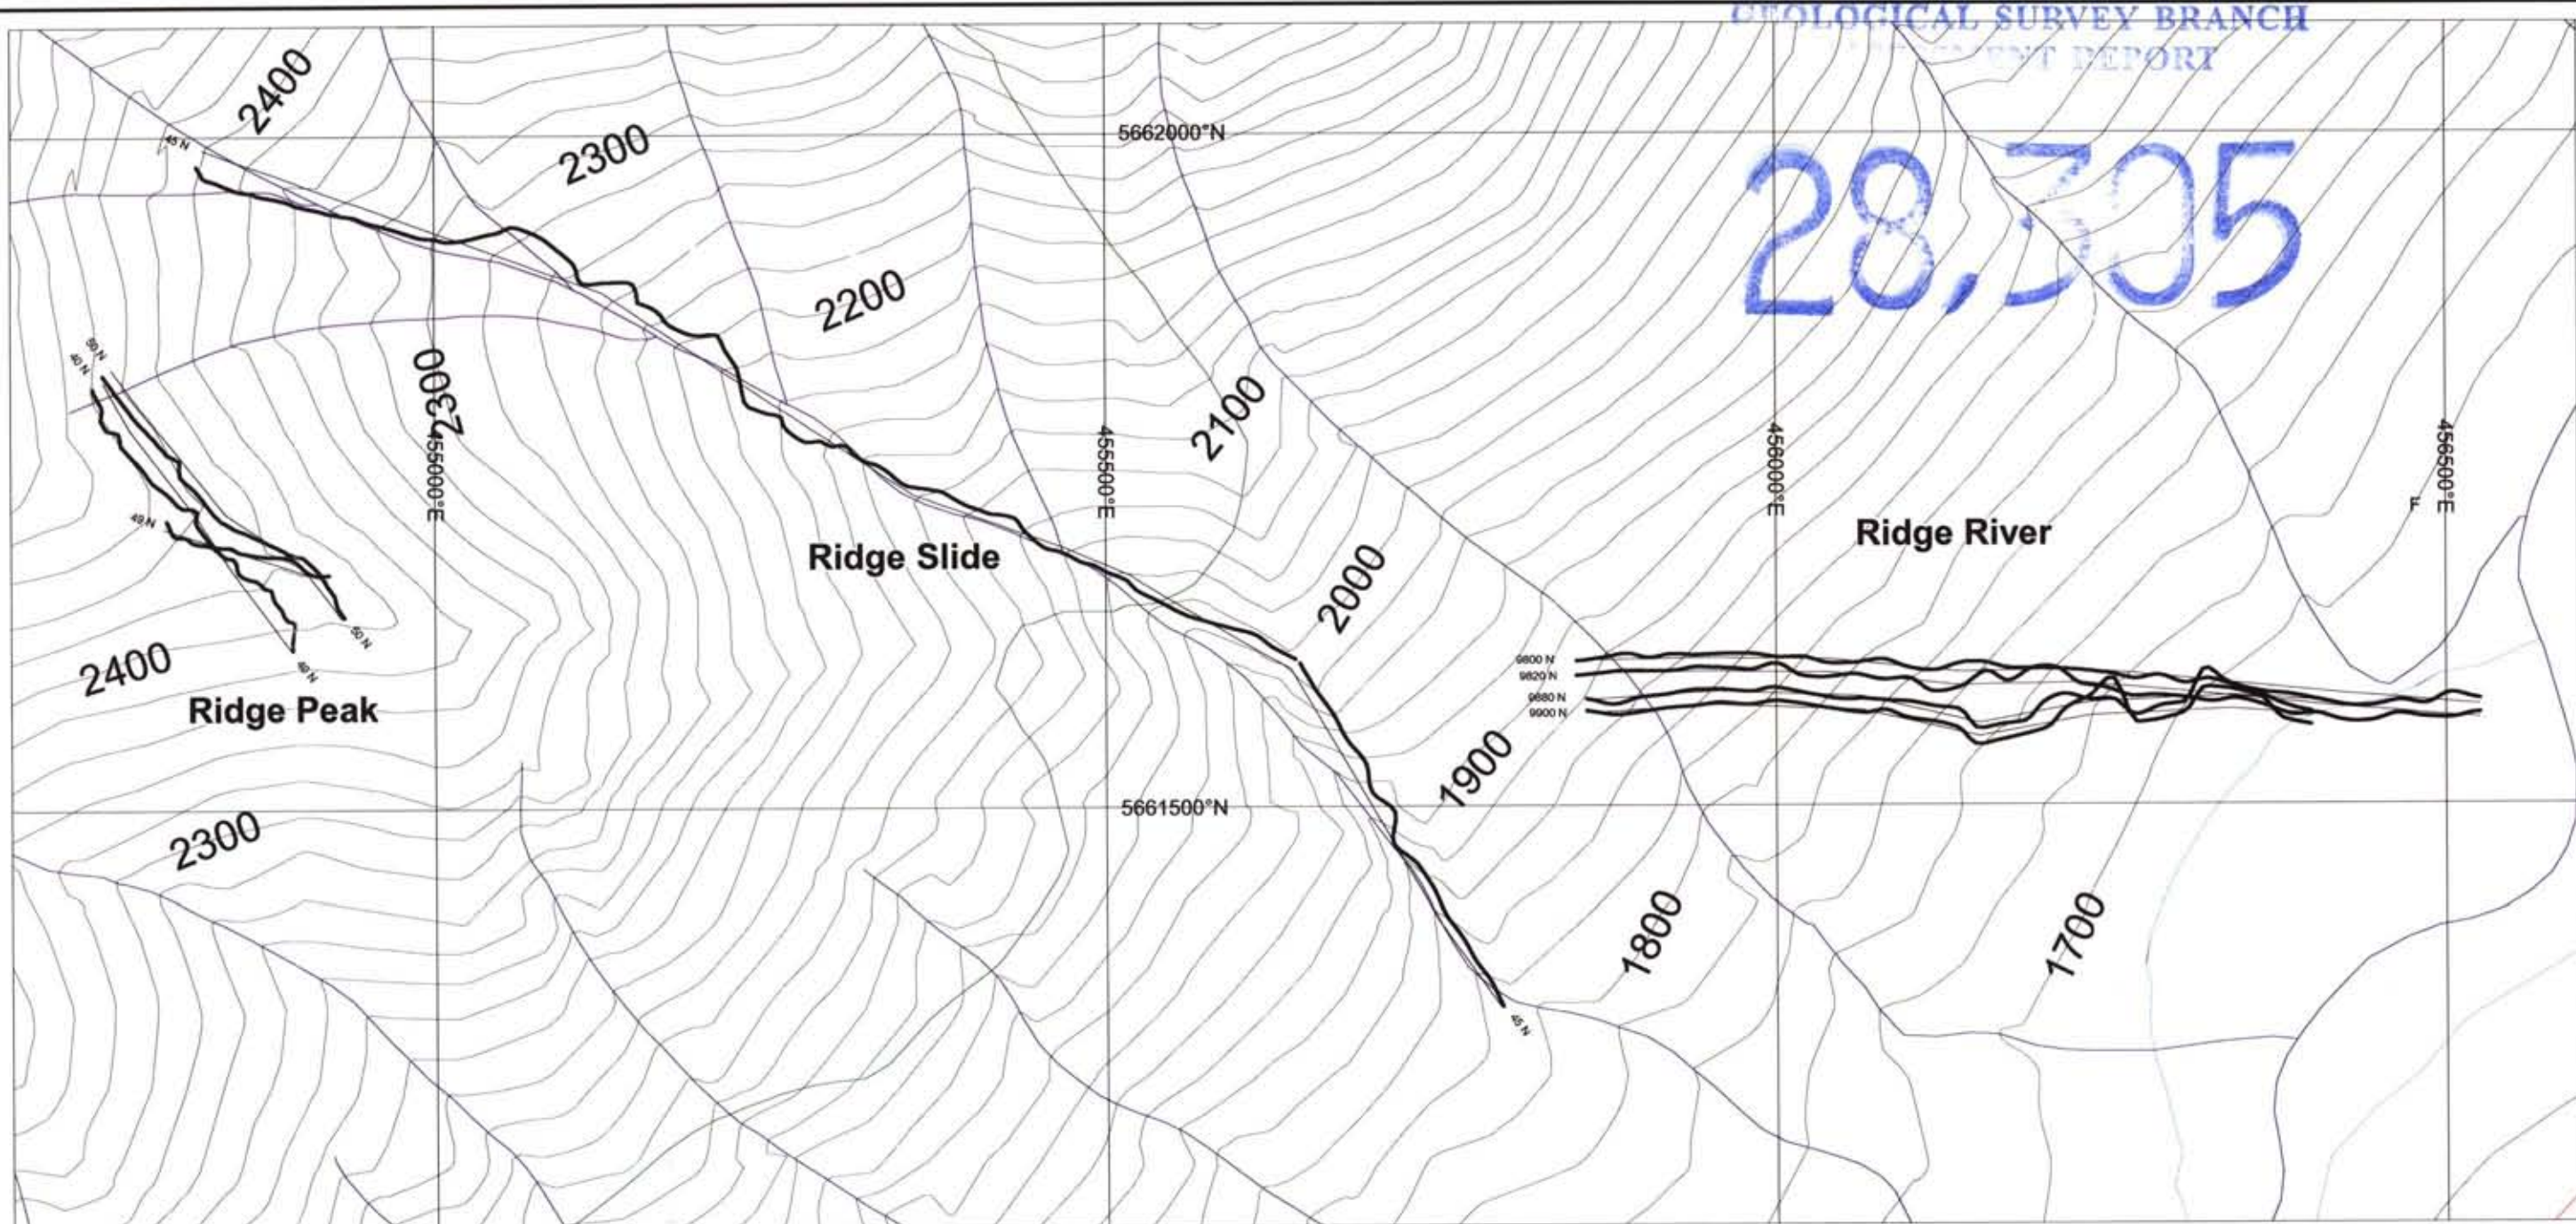 GEOLOGICAL SURVEY BRANCH
REPORT
28,305
2400
2300
5662000°N
45 N
2200
2300
2100
50 N
40 N
455000°E
455500°E
456000°E
456500°E
F
49 N
Ridge Slide
Ridge River
2000
50 N
40 N
2400
Ridge Peak
9800 N
9820 N
9880 N
9900 N
1900
5661500°N
2300
1800
1700
45 N